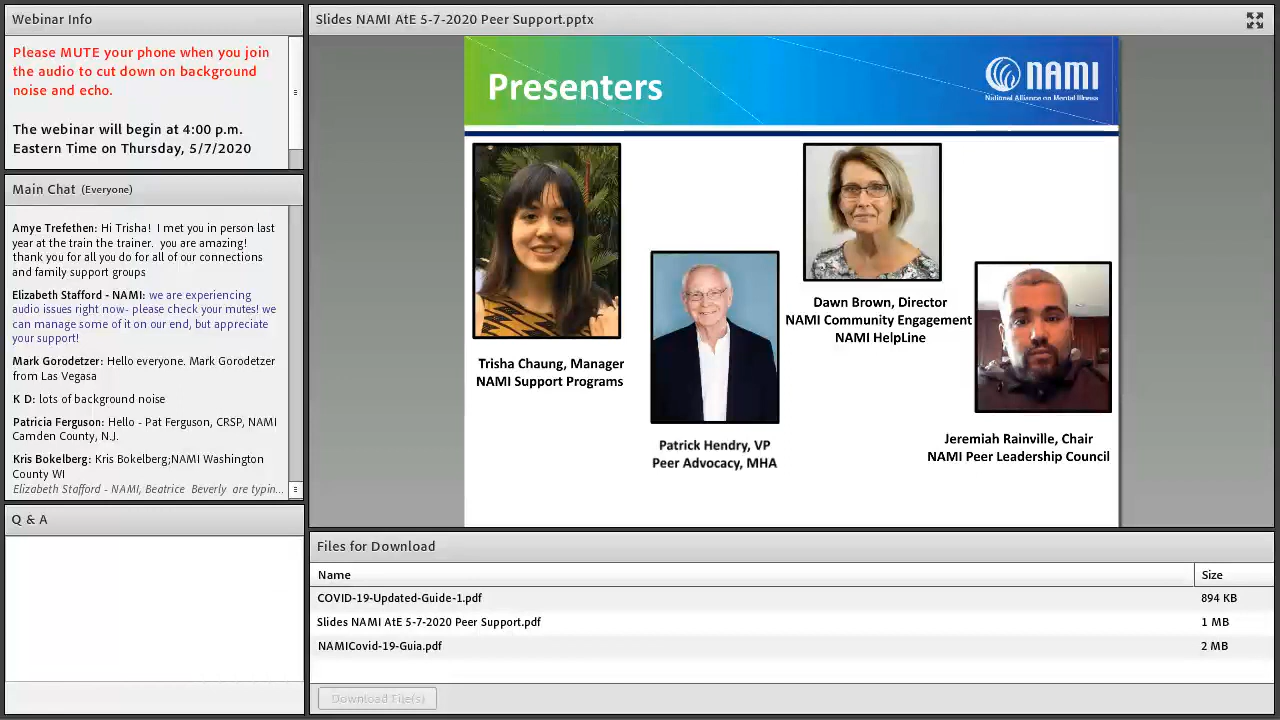 Webinar Info
Please MUTE your phone when you join
the audio to cut down on background
noise and echo.
The webinar will begin at 4:00 p.m.
Eastern Time on Thursday, 5/7/2020
Main Chat (Everyone)
Amye Trefethen: Hi Trisha!  I met you in person last
year at the train the trainer.  you are amazing!
thank you for all you do for all of our connections
and family support groups
Elizabeth Stafford - NAMI: we are experiencing
audio issues right now- please check your mutes! we
can manage some of it on our end, but appreciate
your support!
Mark Gorodetzer: Hello everyone. Mark Gorodetzer
from Las Vegasa
K D: lots of background noise
Patricia Ferguson: Hello - Pat Ferguson, CRSP, NAMI
Camden County, N.J.
Kris Bokelberg: Kris Bokelberg;NAMI Washington
County WI
Elizabeth Stafford - NAMI, Beatrice  Beverly  are typin...
Q & A
Slides NAMI AtE 5-7-2020 Peer Support.pptx
Presenters
NAMI
National Alliance on Mental Illness
Trisha Chaung, Manager
NAMI Support Programs
Patrick Hendry, VP
Peer Advocacy, MHA
Dawn Brown, Director
NAMI Community Engagement
NAMI HelpLine
Jeremiah Rainville, Chair
NAMI Peer Leadership Council
Files for Download
Name Size
COVID-19-Updated-Guide-1.pdf 894 KB
Slides NAMI AtE 5-7-2020 Peer Support.pdf 1 MB
NAMICovid-19-Guia.pdf 2 MB
Download File(s)